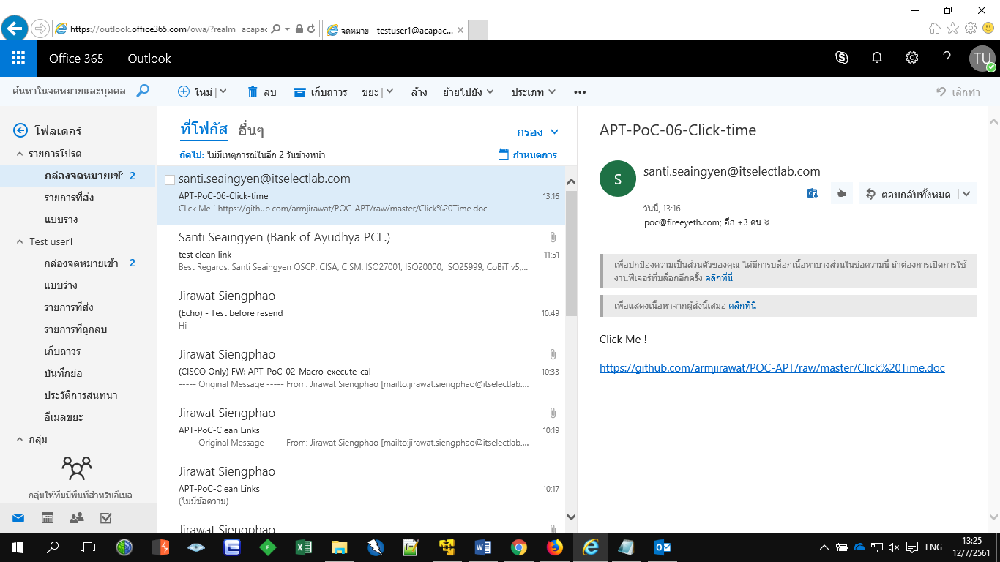 https://outlook.office365.com/owa/?realm=acapac
จดหมาย - testuser1@acapac...
Office 365
Outlook
TU
ค้นหาในจดหมายและบุคคล
ใหม่
ลบ
เก็บถาวร
ขยะ
ล้าง
ย้ายไปยัง
ประเภท
•••
เลิกทำ
โฟลเดอร์
รายการโปรด
กล่องจดหมายเข้ 2
รายการที่ส่ง
แบบร่าง
Test user1
กล่องจดหมายเข้า 2
แบบร่าง
รายการที่ส่ง
รายการที่ถูกลบ
เก็บถาวร
บันทึกย่อ
ประวัติการสนทนา
อีเมลขยะ
กลุ่ม
กลุ่มให้ทีมมีพื้นที่สำหรับอีเมล
ที่โฟกัส อื่นๆ
กรอง
ถัดไป: ไม่มีเหตุการณ์ในอีก 2 วันข้างหน้า
กำหนดการ
santi.seaingyen@itselectlab.com
APT-PoC-06-Click-time 13:16
Click Me ! https://github.com/armjirawat/POC-APT/raw/master/Click%20Time.doc
Santi Seaingyen (Bank of Ayudhya PCL.)
test clean link 11:51
Best Regards, Santi Seaingyen OSCP, CISA, CISM, ISO27001, ISO20000, ISO25999, CoBiT v5,...
Jirawat Siengphao
(Echo) - Test before resend 10:49
Hi
Jirawat Siengphao
(CISCO Only) FW: APT-PoC-02-Macro-execute-cal 10:33
----- Original Message ----- From: Jirawat Siengphao [mailto:jirawat.siengphao@itselectlab....
Jirawat Siengphao
APT-PoC-Clean Links 10:19
----- Original Message ----- From: Jirawat Siengphao [mailto:jirawat.siengphao@itselectlab....
Jirawat Siengphao
APT-PoC-Clean Links 10:17
(ไม่มีข้อความ)
Jirawat Siengphao
APT-PoC-06-Click-time
S
santi.seaingyen@itselectlab.com
ตอบกลับทั้งหมด
วันนี้, 13:16
poc@fireeyeth.com; อีก +3 คน
เพื่อปกป้องความเป็นส่วนตัวของคุณ ได้มีการบล็อกเนื้อหาบางส่วนในข้อความนี้ ถ้าต้องการเปิดการใช้
งานฟีเจอร์ที่บล็อกอีกครั้ง คลิกที่นี่
เพื่อแสดงเนื้อหาจากผู้ส่งนี้เสมอ คลิกที่นี่
Click Me !
https://github.com/armjirawat/POC-APT/raw/master/Click%20Time.doc
ENG
13:25
12/7/2561